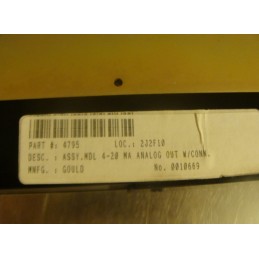 PART #: 4795 LOC.: 222F10
DESC. : ASSY.MDL 4-20 MA ANALOG OUT W/CONN.
MNFG. : GOULD No. 0010669